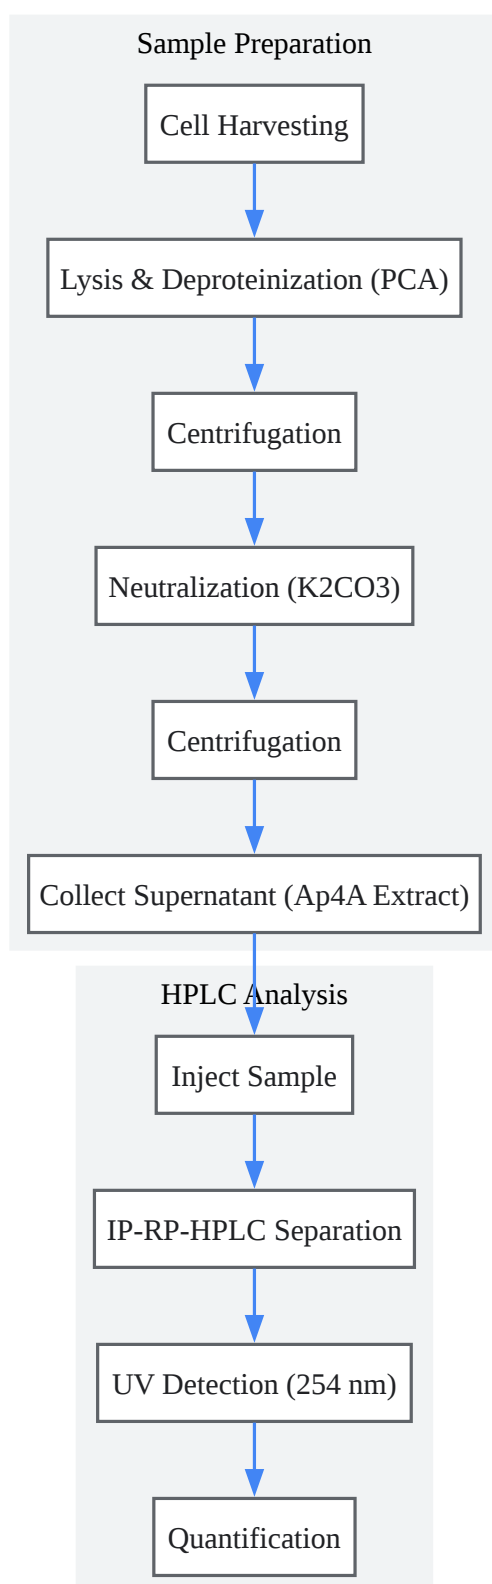 Sample Preparation
Cell Harvesting
Lysis & Deproteinization (PCA)
Centrifugation
Neutralization (K2CO3)
Centrifugation
Collect Supernatant (Ap4A Extract)
HPLC Analysis
Inject Sample
IP-RP-HPLC Separation
UV Detection (254 nm)
Quantification